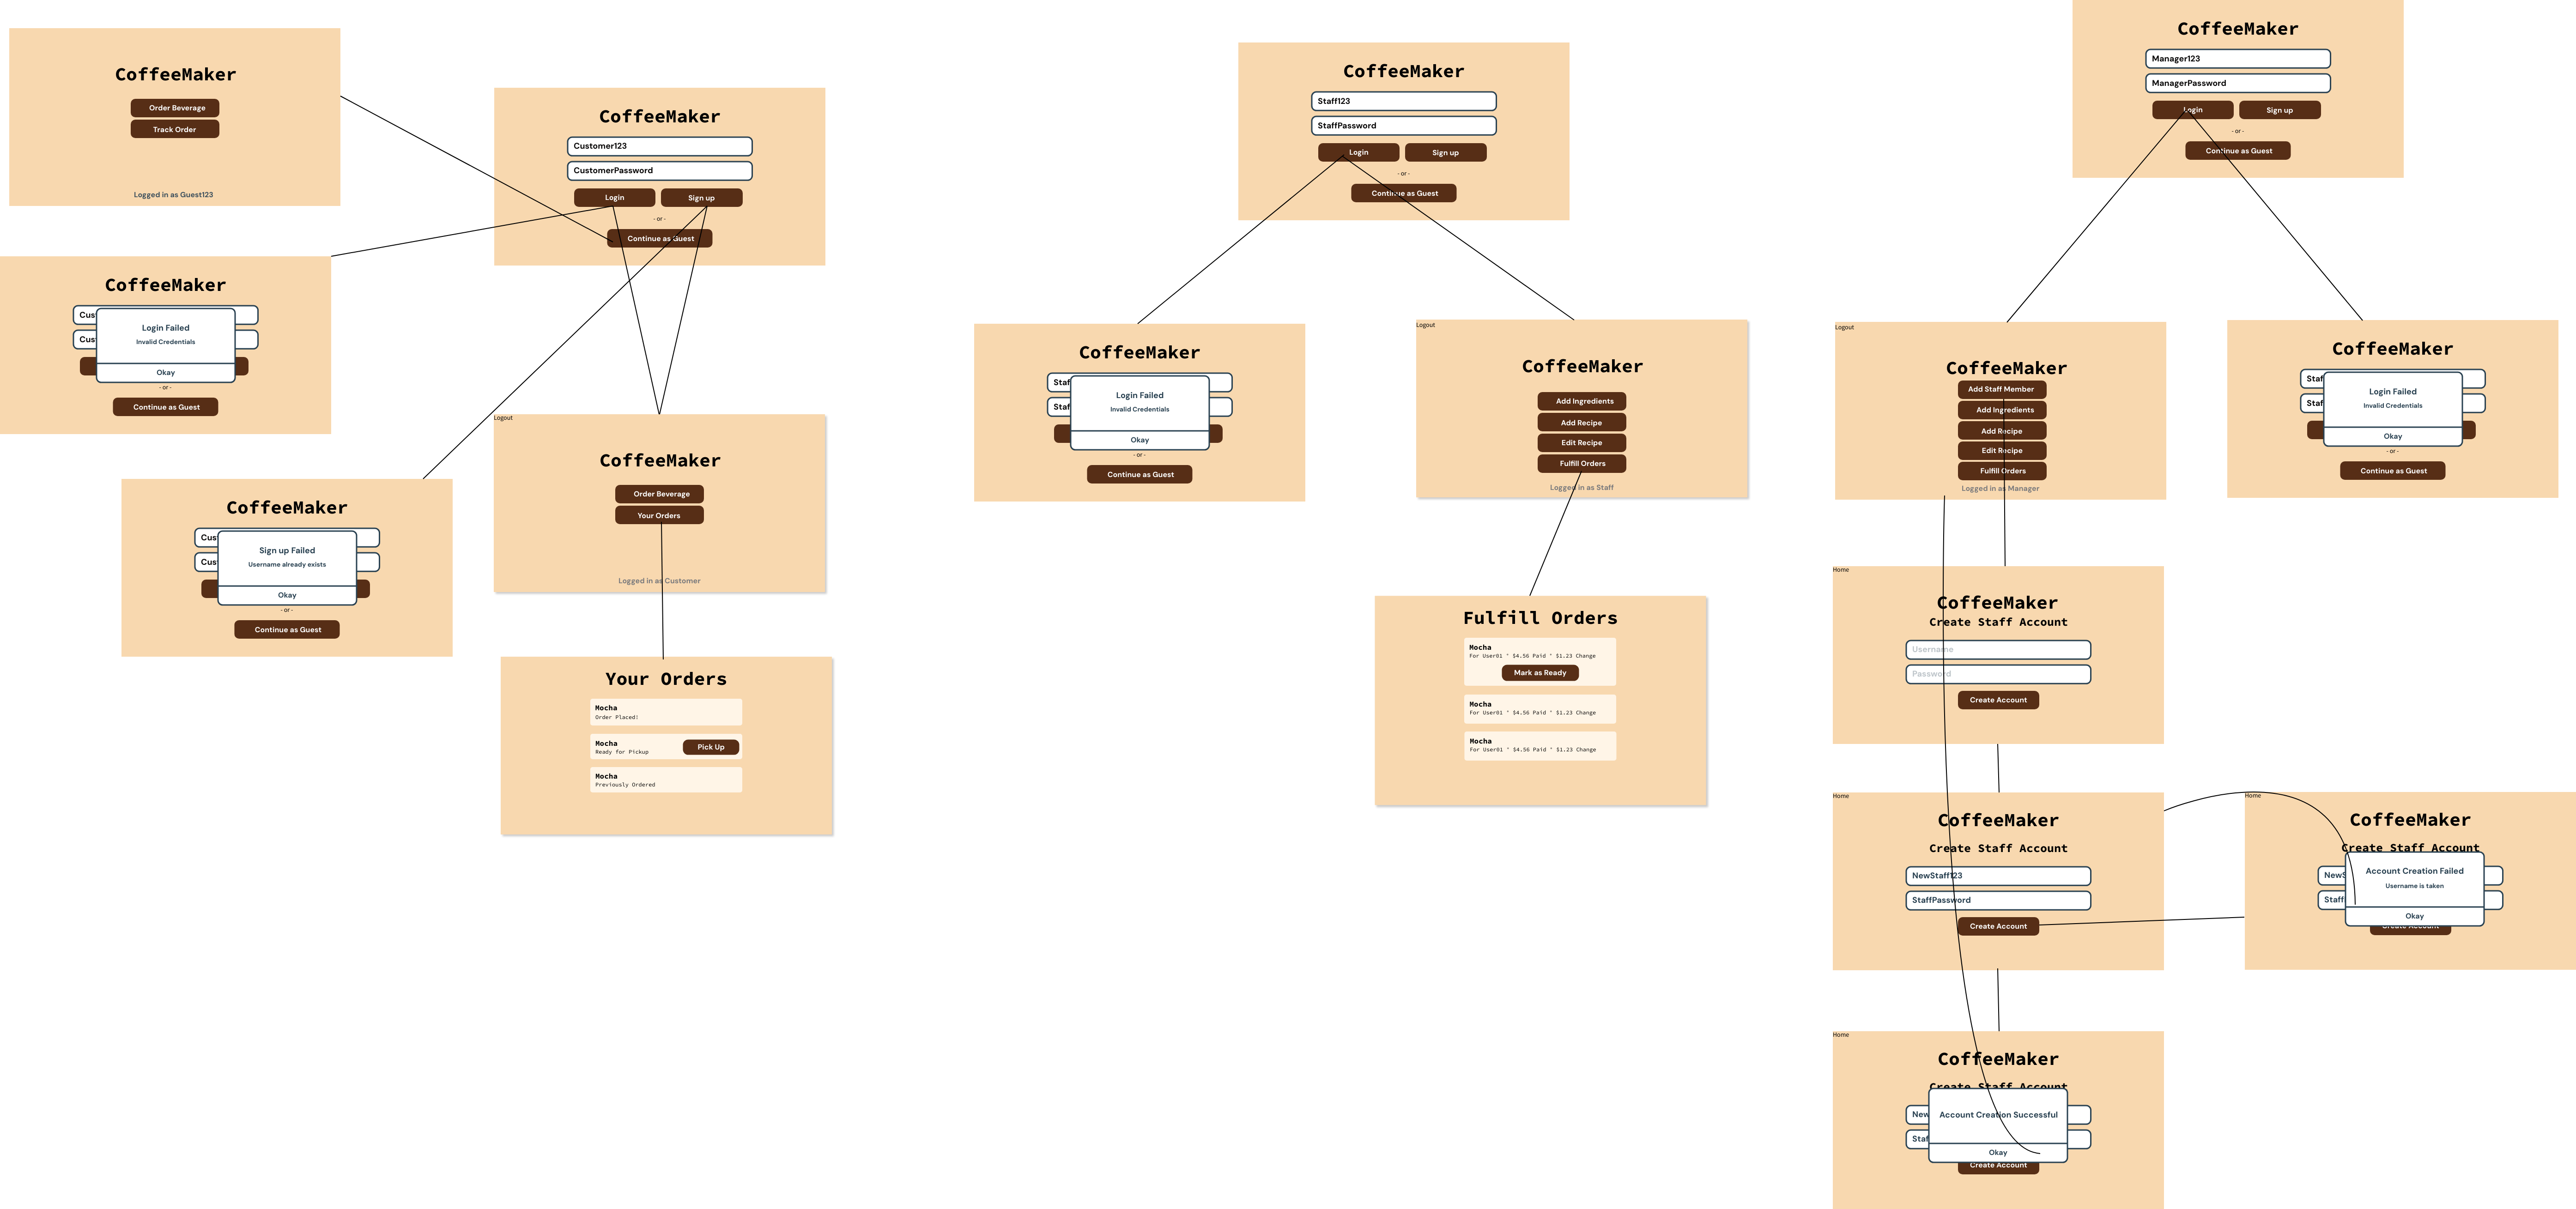 CoffeeMaker
Order Beverage
Track Order
Logged in as Guest123
CoffeeMaker
Customer123
CustomerPassword
Login Sign up
- or -
Continue as Guest
CoffeeMaker
Cus
Cus
Login Failed
Invalid Credentials
Okay
- or -
Continue as Guest
CoffeeMaker
Cus
Cus
Sign up Failed
Username already exists
Okay
- or -
Continue as Guest
Logout
CoffeeMaker
Order Beverage
Your Orders
Logged in as Customer
Your Orders
Mocha
Order Placed:
Mocha
Ready for Pickup
Pick Up
Mocha
Previously Ordered
CoffeeMaker
Staff123
StaffPassword
Login Sign up
- or -
Continue as Guest
CoffeeMaker
Staf
Staf
Login Failed
Invalid Credentials
Okay
- or -
Continue as Guest
Logout
CoffeeMaker
Add Ingredients
Add Recipe
Edit Recipe
Fulfill Orders
Logged in as Staff
Fulfill Orders
Mocha
For User01 * $4.56 Paid * $1.23 Change
Mark as Ready
Mocha
For User01 * $4.56 Paid * $1.23 Change
Mocha
For User01 * $4.56 Paid * $1.23 Change
CoffeeMaker
Manager123
ManagerPassword
Login Sign up
- or -
Continue as Guest
Logout
CoffeeMaker
Add Staff Member
Add Ingredients
Add Recipe
Edit Recipe
Fulfill Orders
Logged in as Manager
CoffeeMaker
Staf
Staf
Login Failed
Invalid Credentials
Okay
- or -
Continue as Guest
Home
CoffeeMaker
Create Staff Account
Username
Password
Create Account
Home
CoffeeMaker
Create Staff Account
NewStaff123
StaffPassword
Create Account
Home
CoffeeMaker
Create Staff Account
NewS
Staff
Account Creation Failed
Username is taken
Okay
Create Account
Home
CoffeeMaker
Create Staff Account
New
Staf
Account Creation Successful
Okay
Create Account